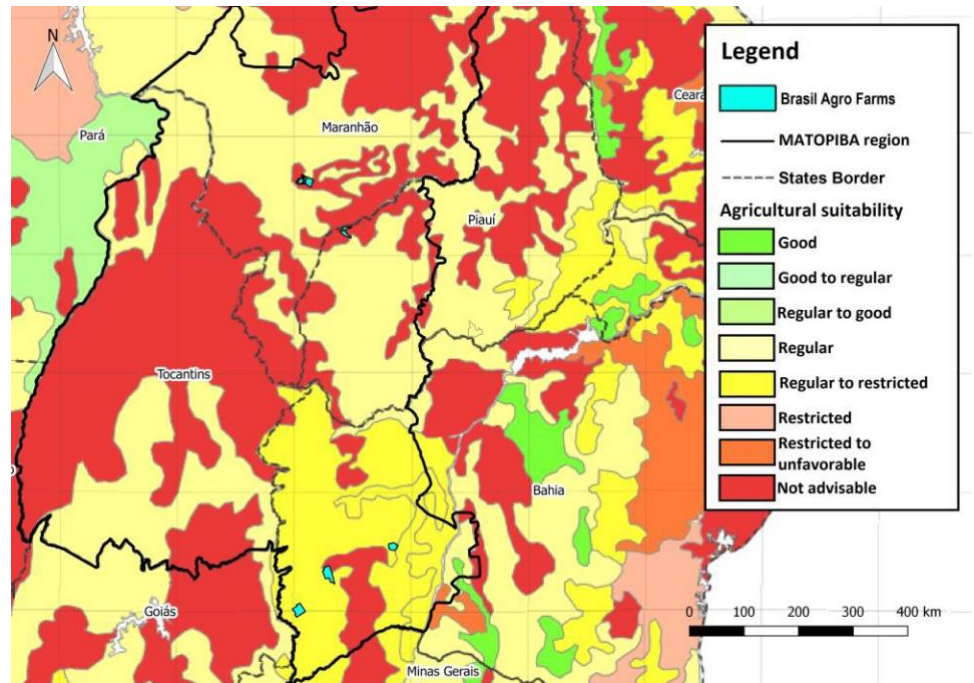 N
Pará
Maranhão
Ceará
Piauí
Tocantins
Bahia
Goiás
Minas Gerais
Legend
Brasil Agro Farms
MATOPIBA region
States Border
Agricultural suitability
Good
Good to regular
Regular to good
Regular
Regular to restricted
Restricted
Restricted to
unfavorable
Not advisable
0 100 200 300 400 km